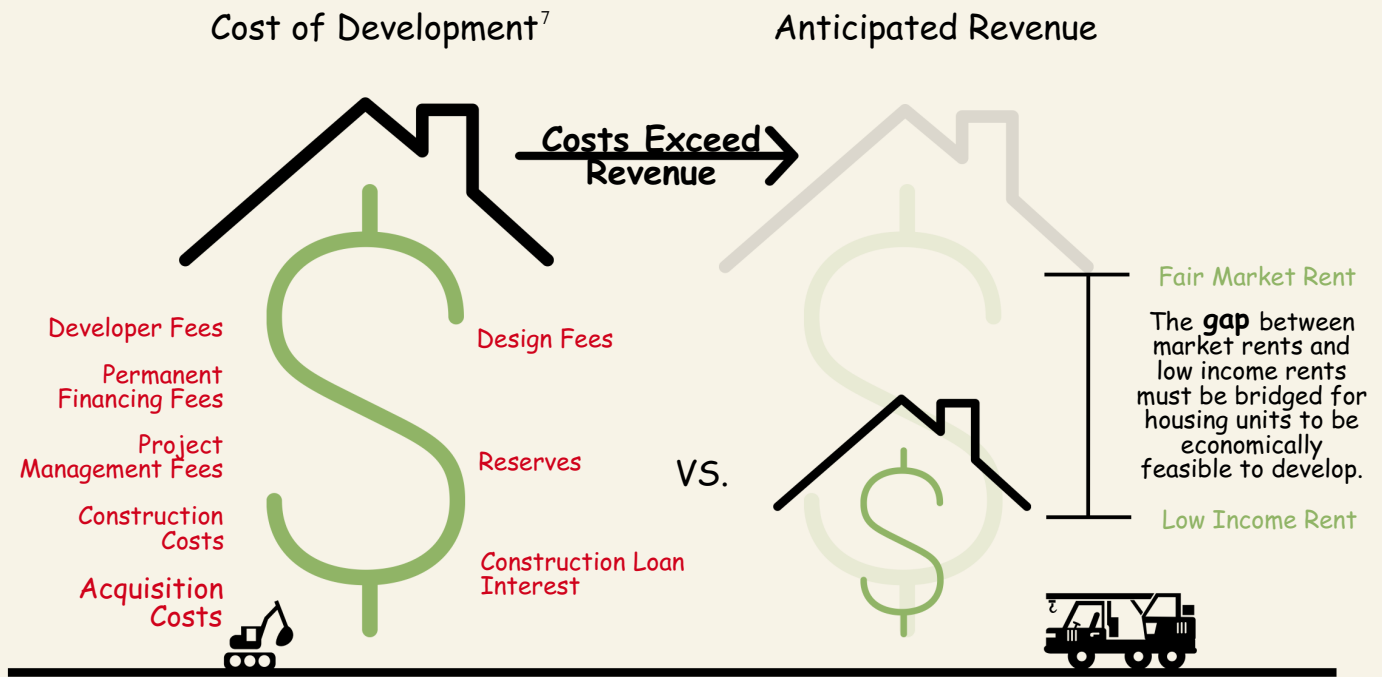 Cost of Development7
Anticipated Revenue
Costs Exceed
Revenue
Developer Fees
Permanent
Financing Fees
Project
Management Fees
Construction
Costs
Acquisition
Costs
Design Fees
Reserves
Construction Loan
Interest
VS.
Fair Market Rent
The gap between
market rents and
low income rents
must be bridged for
housing units to be
economically
feasible to develop.
Low Income Rent